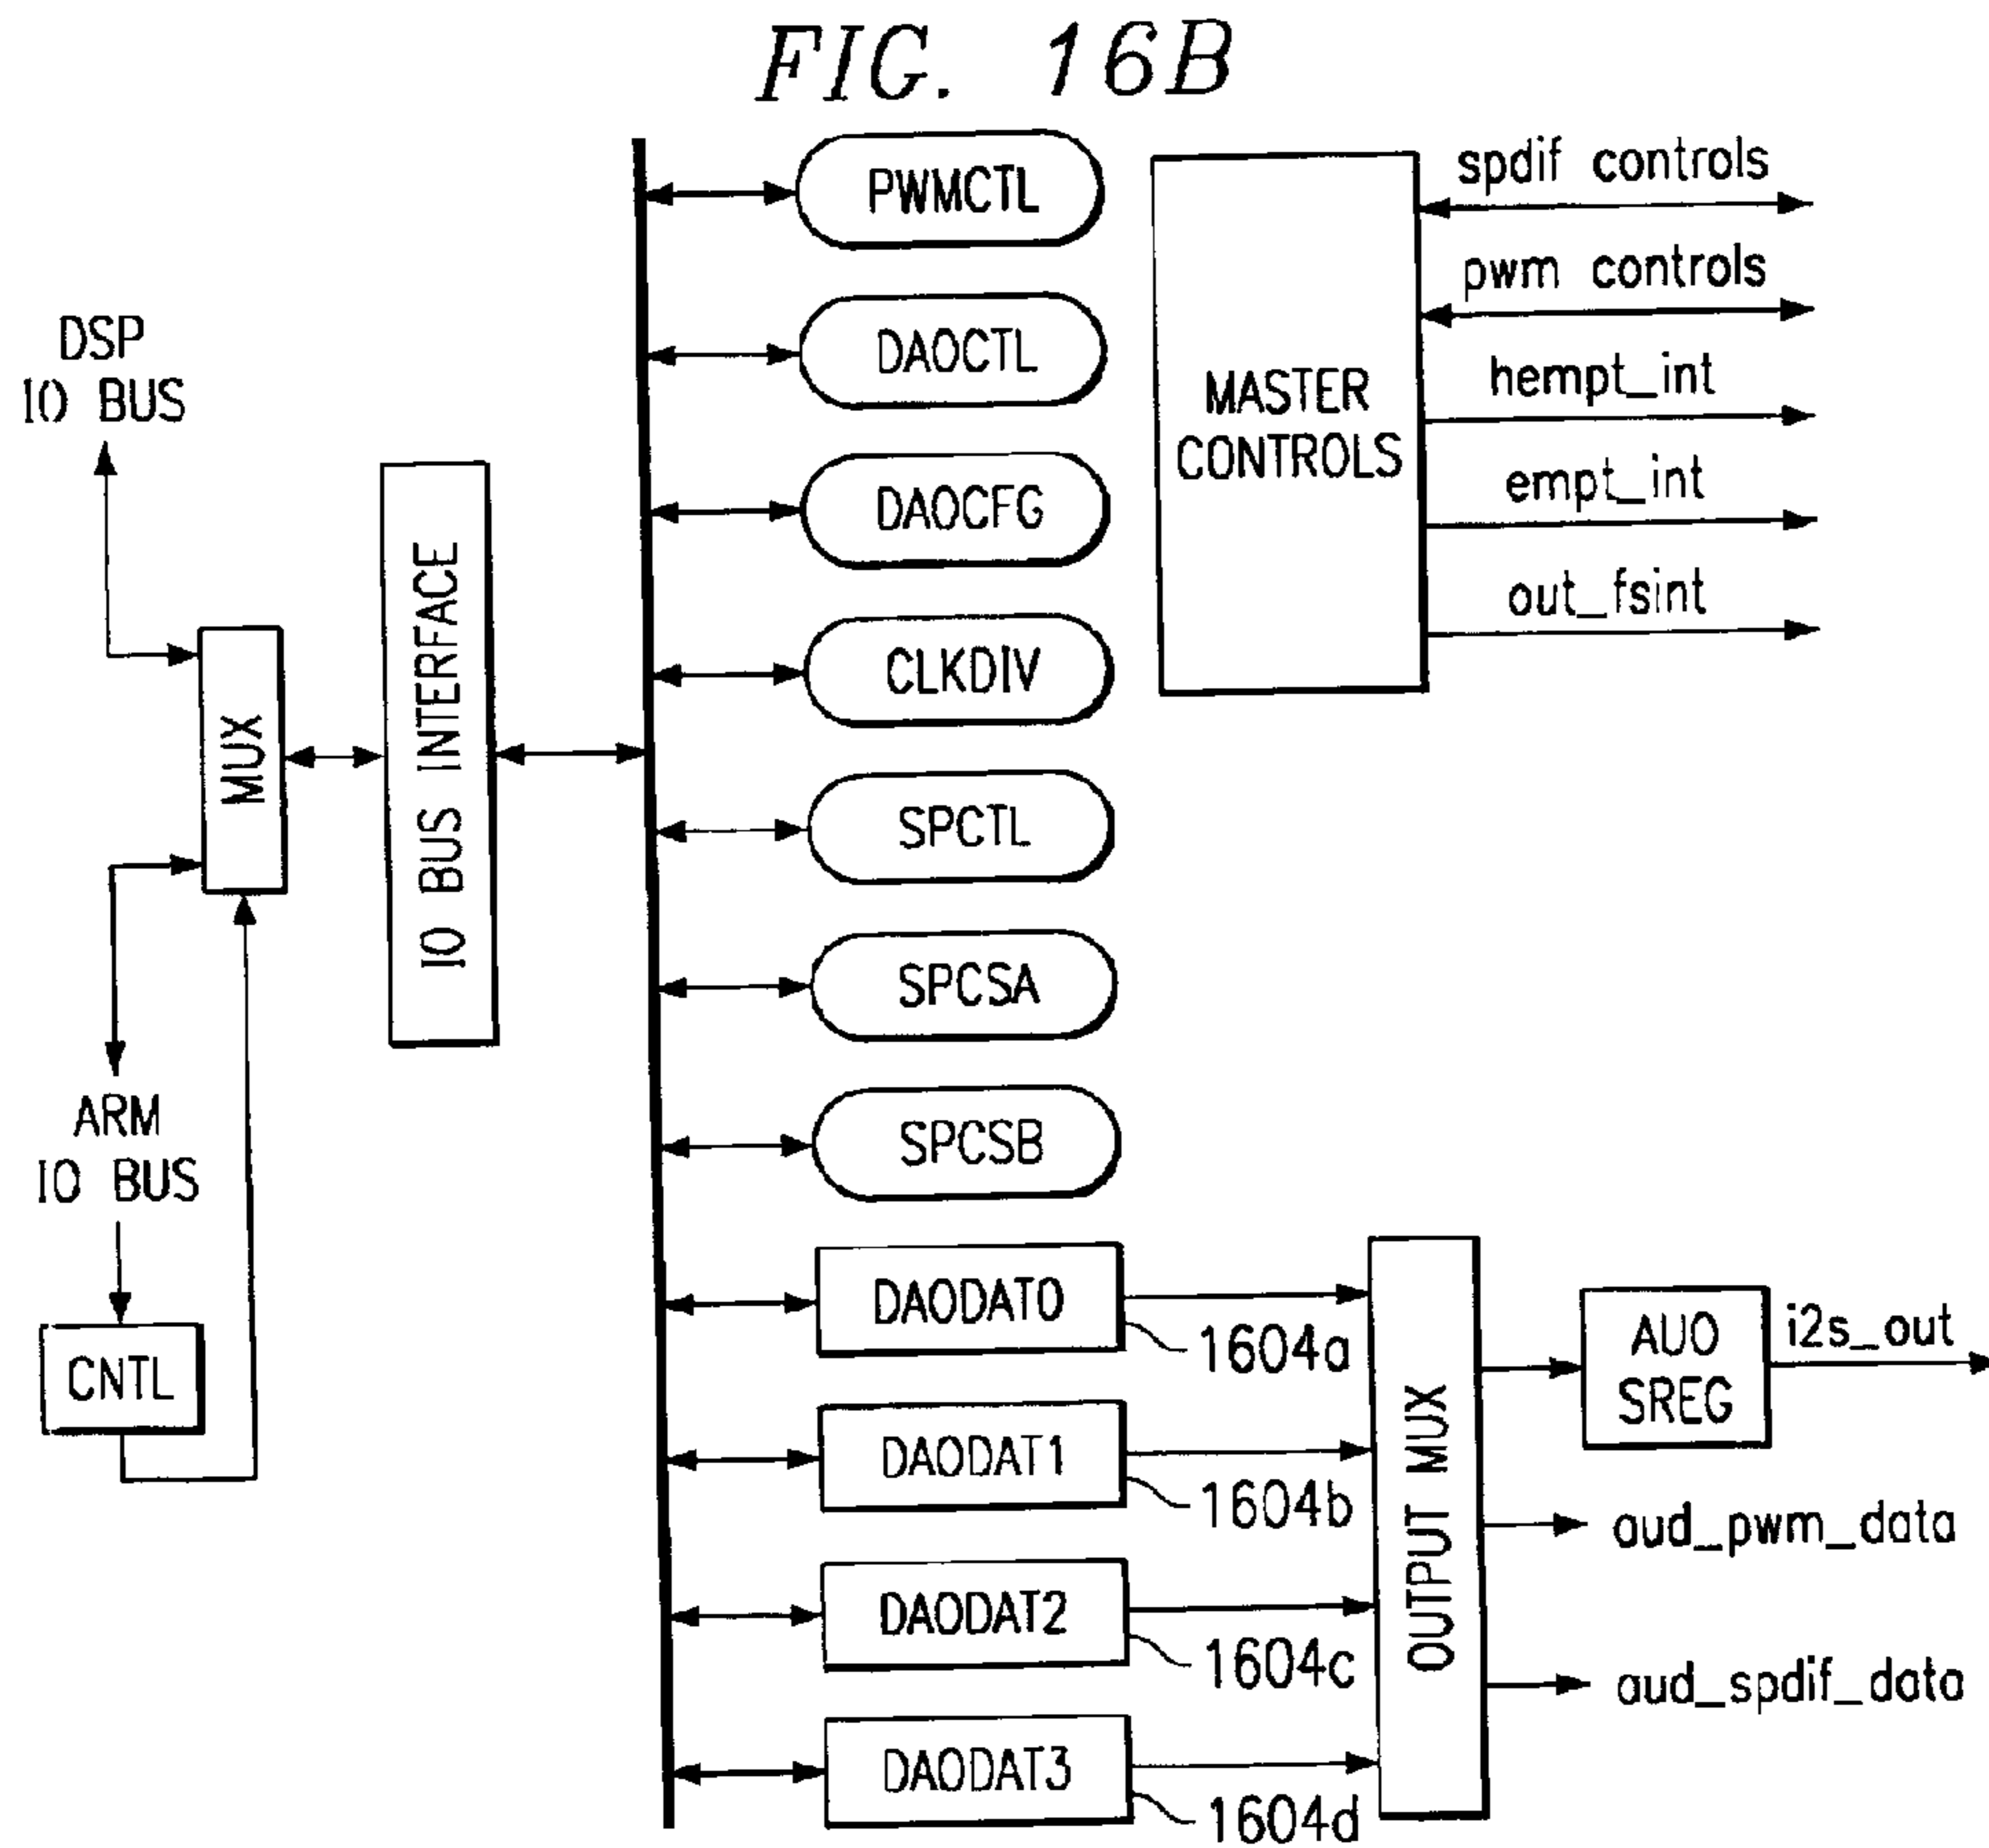 FIG. 16B
DSP
IO BUS
MUX
ARM
IO BUS
CNTL
IO BUS INTERFACE
PWMCTL
DAOCTL
DAOCFG
CLKDIV
SPCTL
SPCSA
SPCSB
MASTER
CONTROLS
spdif controls
pwm controls
hempt_int
empt_int
out_fsint
DAODAT0
1604a
DAODAT1
1604b
DAODAT2
1604c
DAODAT3
1604d
OUTPUT MUX
AUO
SREG
i2s_out
aud_pwm_data
aud_spdif_data